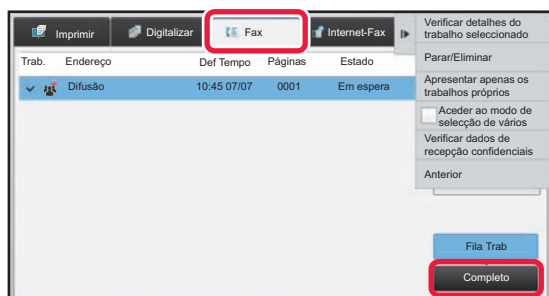 Imprimir Digitalizar Fax Internet-Fax
Trab. Endereço Def Tempo Páginas Estado
Difusão 10:45 07/07 0001 Em espera
Verificar detalhes do
trabalho seleccionado
Parar/Eliminar
Apresentar apenas os
trabalhos próprios
Aceder ao modo de
selecção de vários
Verificar dados de
recepção confidenciais
Anterior
Fila Trab
Completo